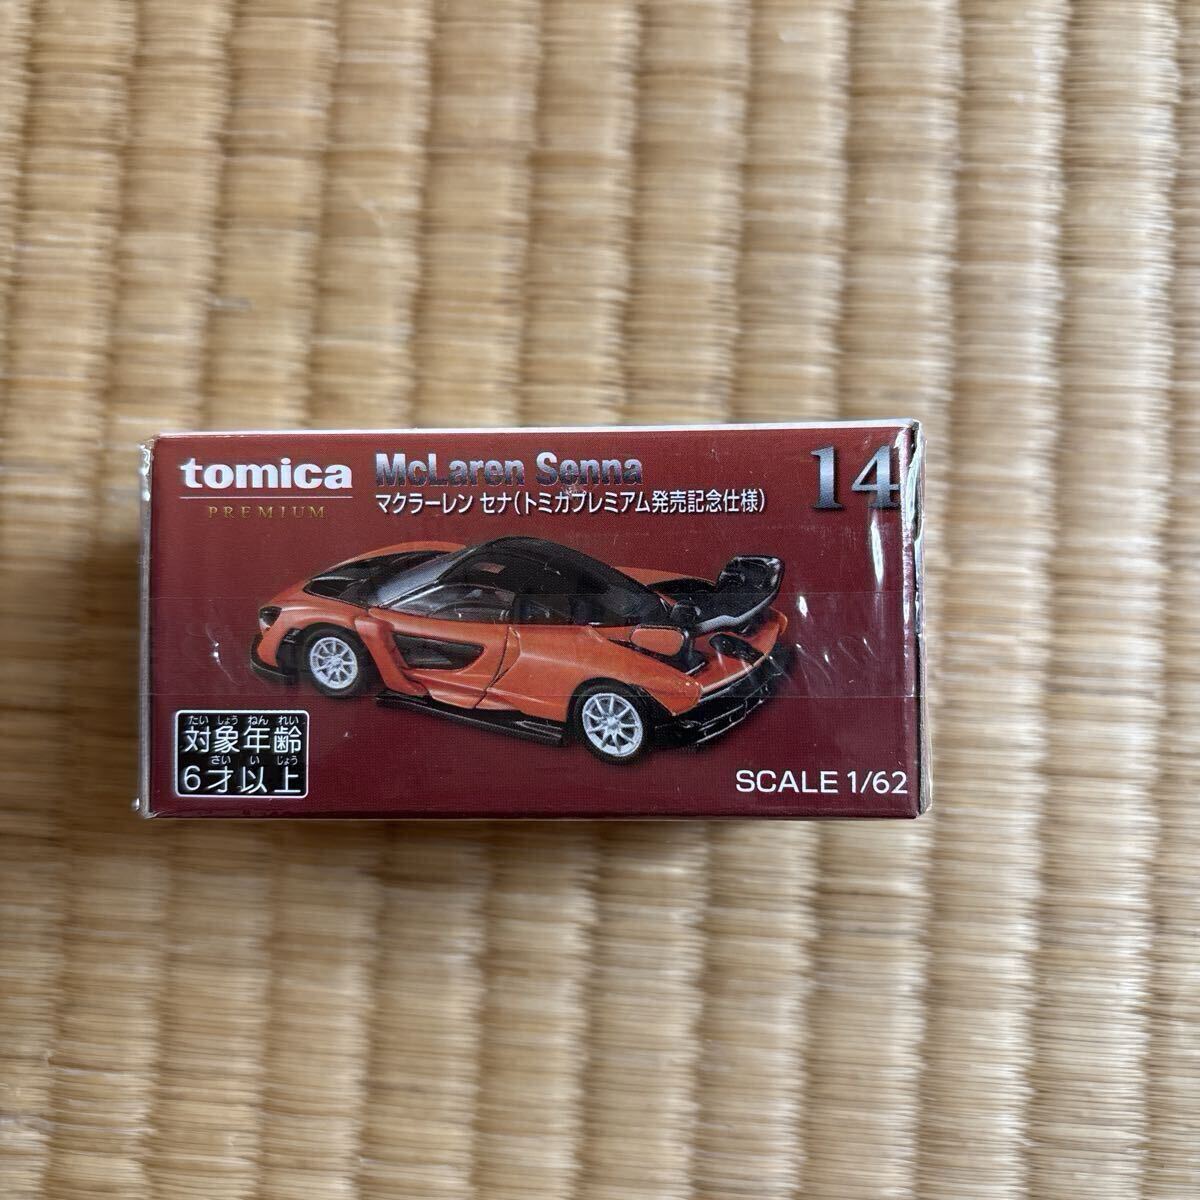 tomica
PREMIUM
McLaren Senna
マクラーレン セナ(トミカプレミアム発売記念仕様)
14
たい しょう ねん れい
対象年齢
さい い じょう
6才以上
SCALE 1/62